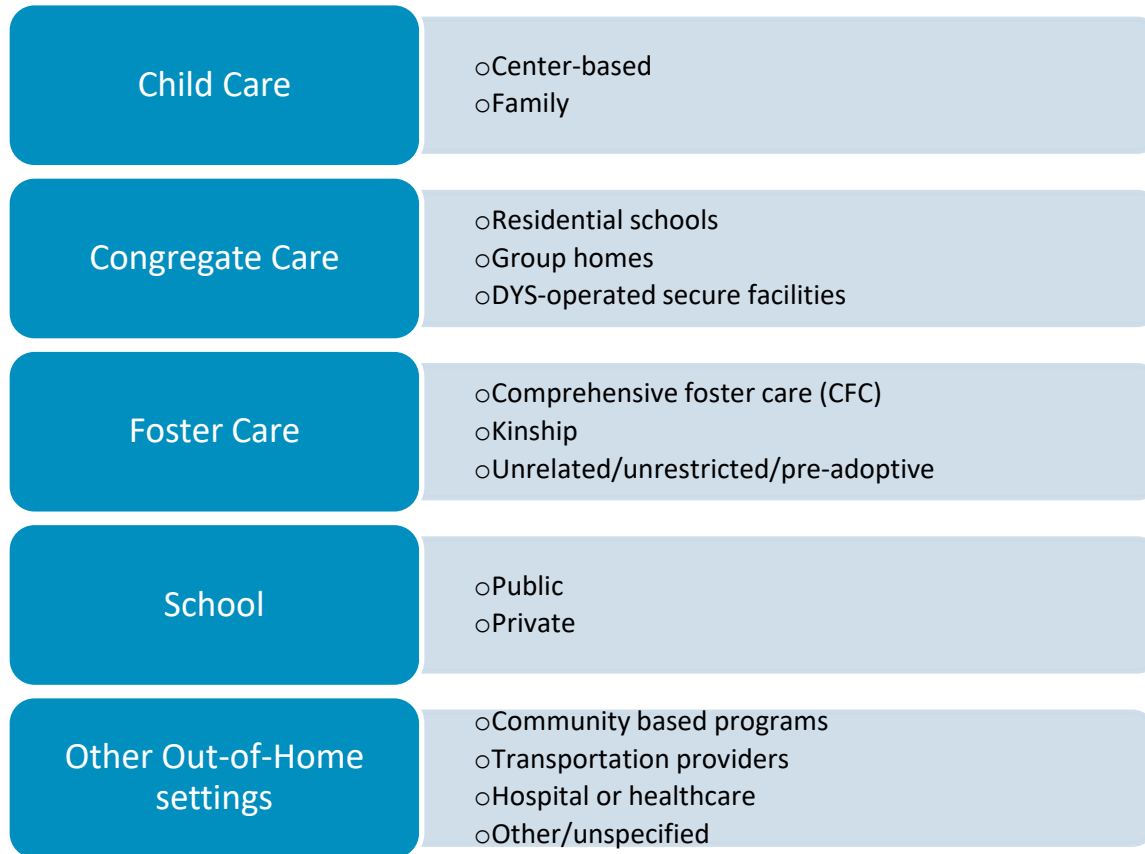 Child Care
oCenter-based
oFamily
Congregate Care
oResidential schools
oGroup homes
oDYS-operated secure facilities
Foster Care
oComprehensive foster care (CFC)
oKinship
oUnrelated/unrestricted/pre-adoptive
School
oPublic
oPrivate
Other Out-of-Home
settings
oCommunity based programs
oTransportation providers
oHospital or healthcare
oOther/unspecified